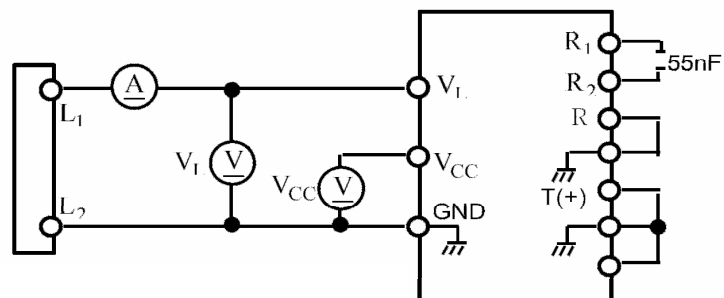 R1
55nF
R2
L1
A
VL
R
VL
V
VCC
V
VCC
T(+)
L2
GND